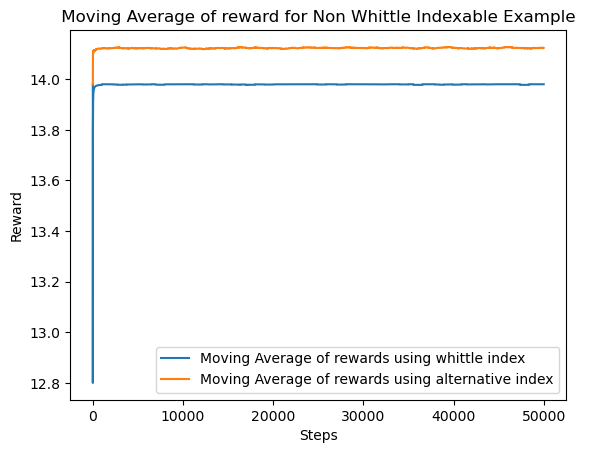 Moving Average of reward for Non Whittle Indexable Example
Reward
14.0
13.8
13.6
13.4
13.2
13.0
12.8
0 10000 20000 30000 40000 50000
Steps
Moving Average of rewards using whittle index
Moving Average of rewards using alternative index